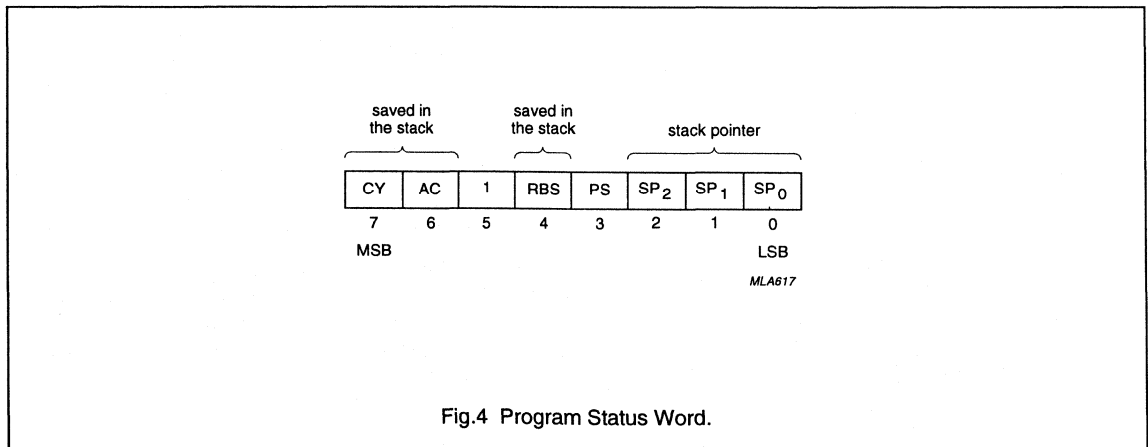 saved in saved in
the stack the stack stack pointer
CY AC 1 RBS PS SP2 SP1 SP0
7 6 5 4 3 2 1 0
MSB LSB
MLA617
Fig.4 Program Status Word.